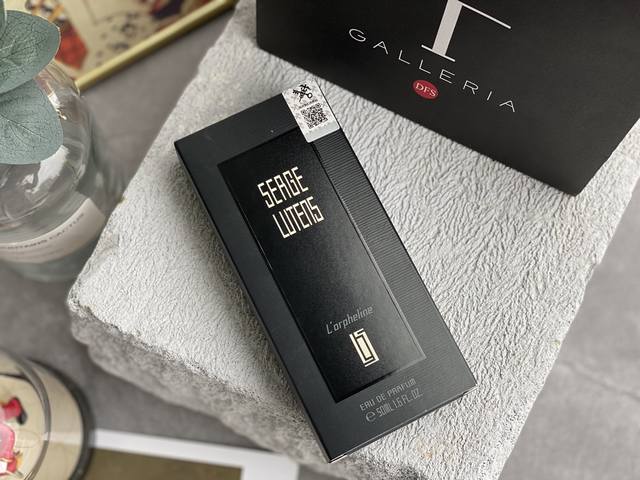 GALLERIA
DFS
SERGE
LUTENS
L'orpheline
EAU DE PARFUM
e 50ML 1.6 FL.OZ.